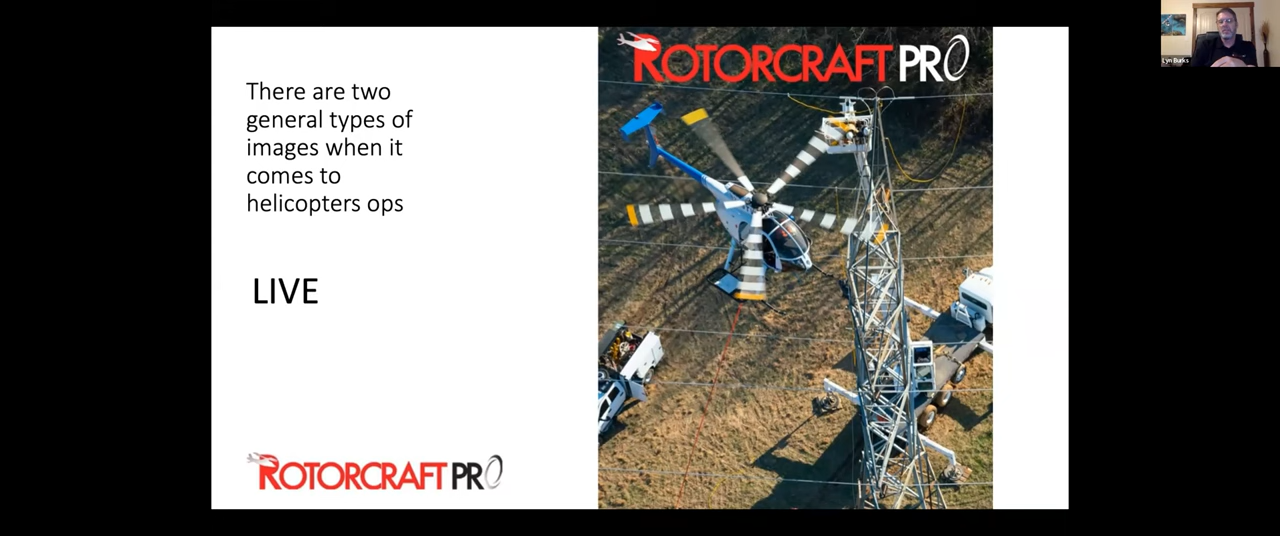 There are two
general types of
images when it
comes to
helicopters ops
LIVE
ROTORCRAFT PRO
ROTORCRAFT PRO
Lyn Burks